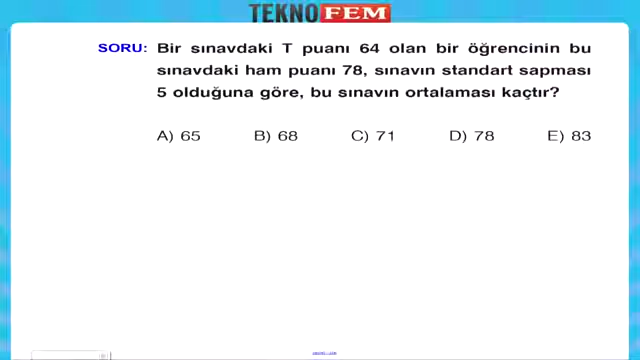 TEKNOFEM
SORU: Bir sınavdaki T puanı 64 olan bir öğrencinin bu
sınavdaki ham puanı 78, sınavın standart sapması
5 olduğuna göre, bu sınavın ortalaması kaçtır?
A) 65 B) 68 C) 71 D) 78 E) 83